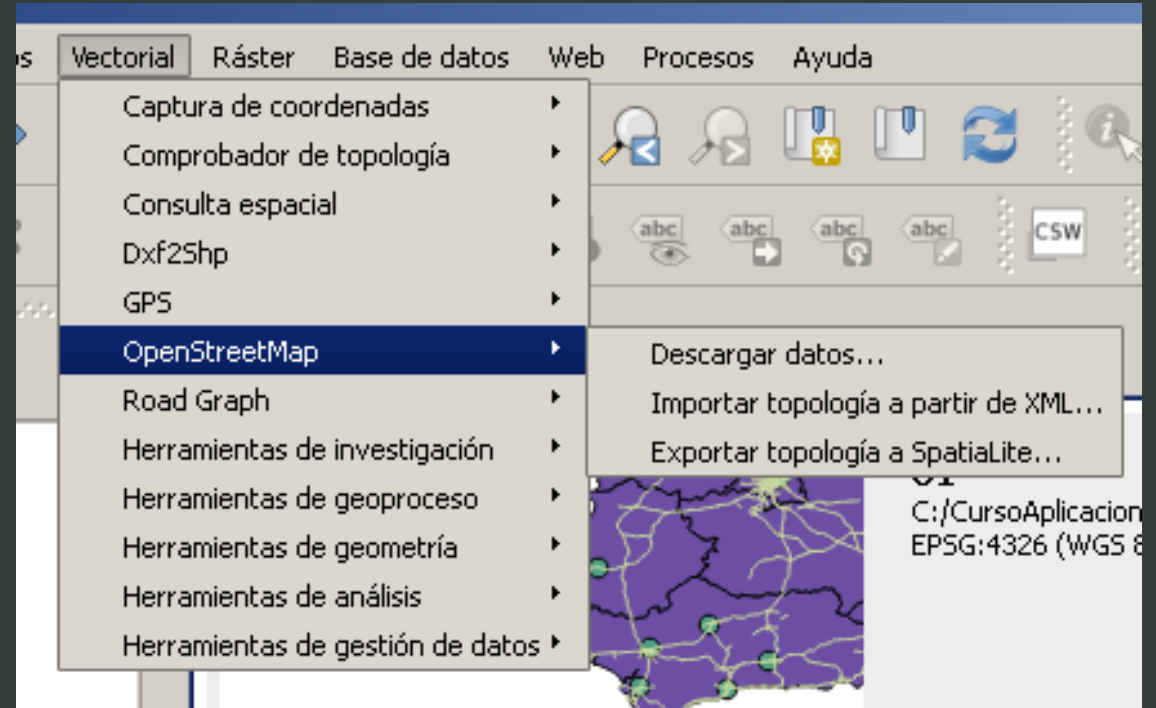 Vectorial Ráster Base de datos Web Procesos Ayuda
Captura de coordenadas
Comprobador de topología
Consulta espacial
Dxf2Shp
GPS
OpenStreetMap
Road Graph
Herramientas de investigación
Herramientas de geoproceso
Herramientas de geometría
Herramientas de análisis
Herramientas de gestión de datos
Descargar datos...
Importar topología a partir de XML...
Exportar topología a SpatiaLite...
abc abc abc abc CSW
C:/CursoAplicacion
EPSG:4326 (WGS 8